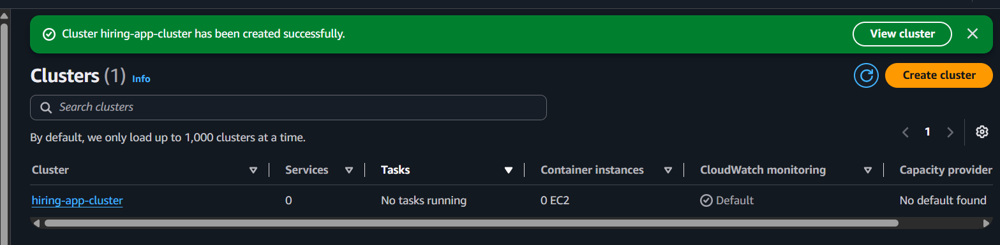 Cluster hiring-app-cluster has been created successfully. View cluster
Clusters (1) Info Create cluster
Search clusters
By default, we only load up to 1,000 clusters at a time.
1
Cluster Services Tasks Container instances CloudWatch monitoring Capacity provider
hiring-app-cluster 0 No tasks running 0 EC2 Default No default found